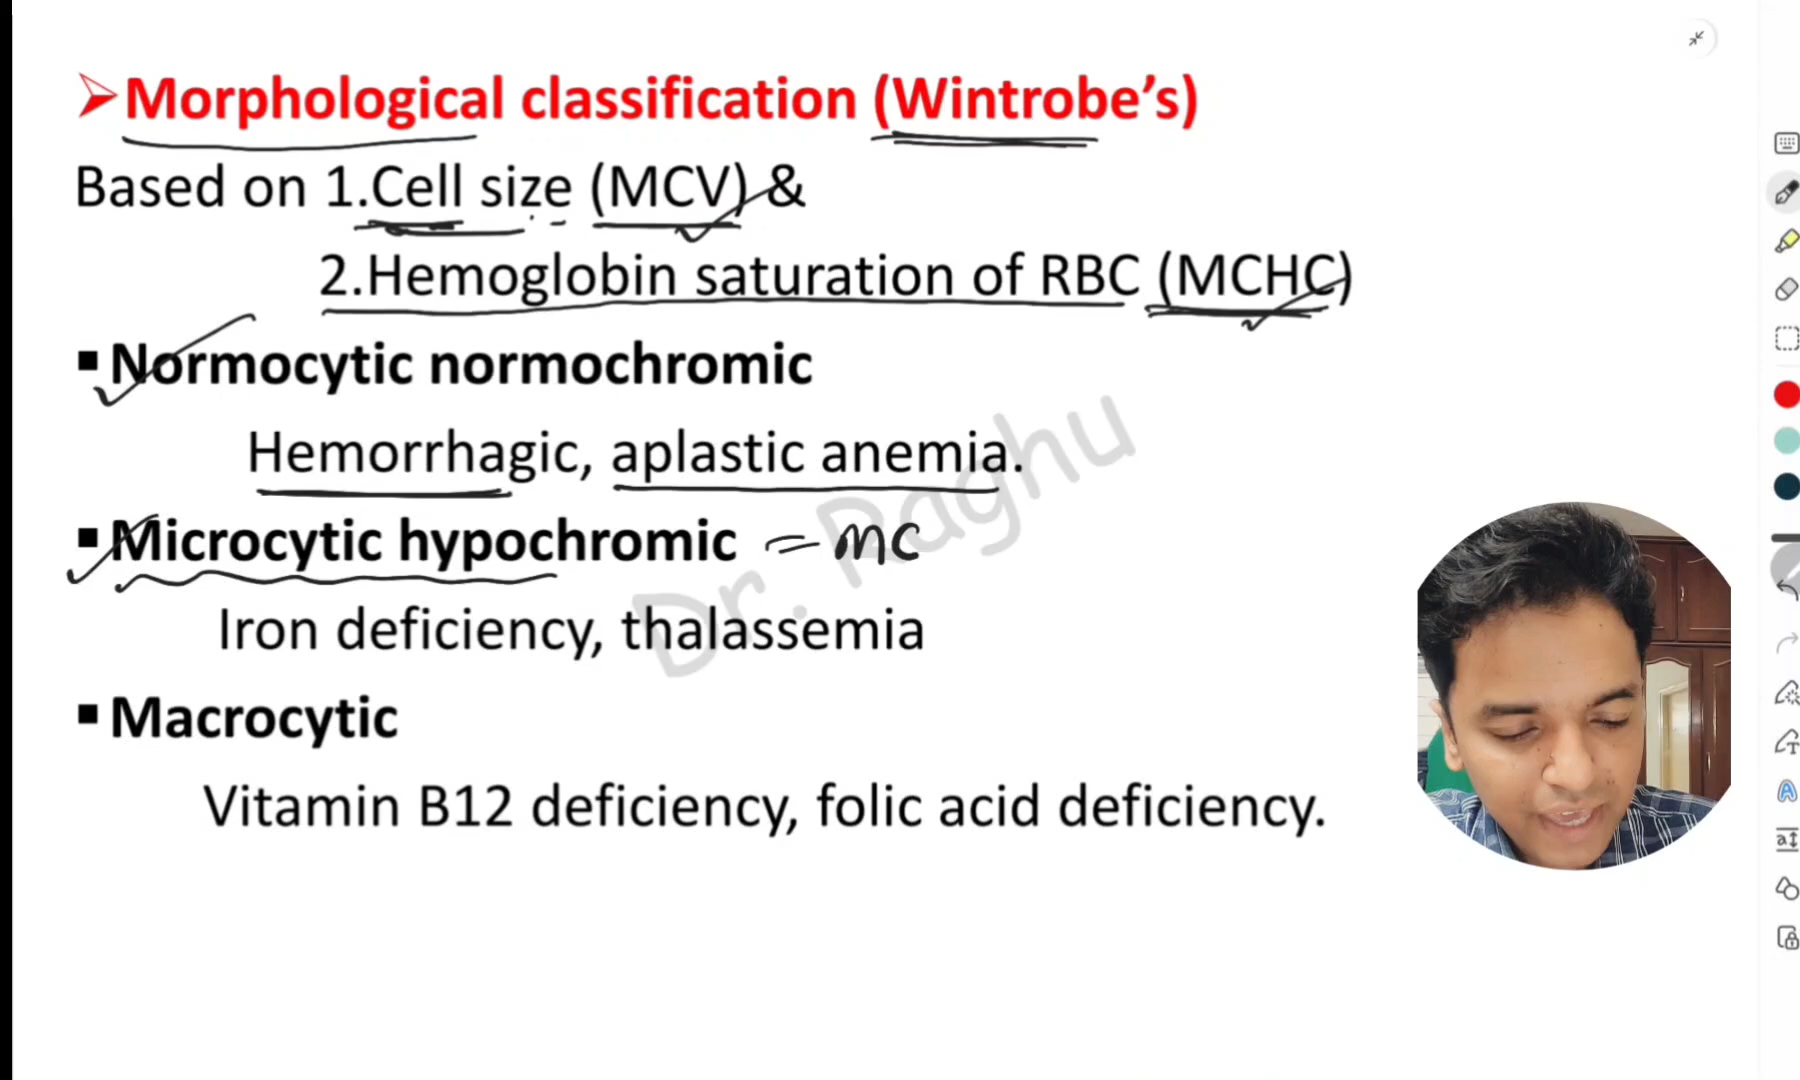 ➢Morphological classification (Wintrobe’s)
Based on 1.Cell size (MCV) &
2.Hemoglobin saturation of RBC (MCHC)
▪Normocytic normochromic
Hemorrhagic, aplastic anemia.
▪Microcytic hypochromic = MC
Iron deficiency, thalassemia
▪Macrocytic
Vitamin B12 deficiency, folic acid deficiency.
Dr. Raghu